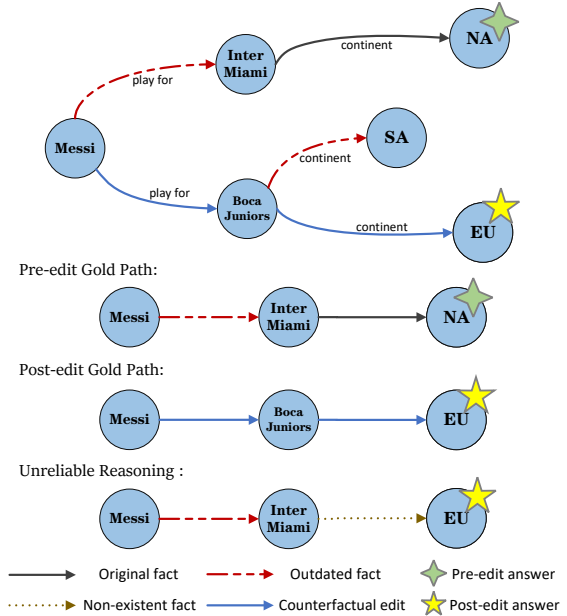 Inter
Miami
NA
continent
play for
Messi
SA
continent
play for
Boca
Juniors
continent
EU
Pre-edit Gold Path:
Messi
Inter
Miami
NA
Post-edit Gold Path:
Messi
Boca
Juniors
EU
Unreliable Reasoning :
Messi
Inter
Miami
EU
Original fact
Outdated fact
Pre-edit answer
Non-existent fact
Counterfactual edit
Post-edit answer